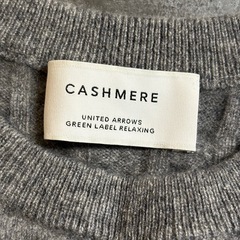 CASHMERE
UNITED ARROWS
GREEN LABEL RELAXING